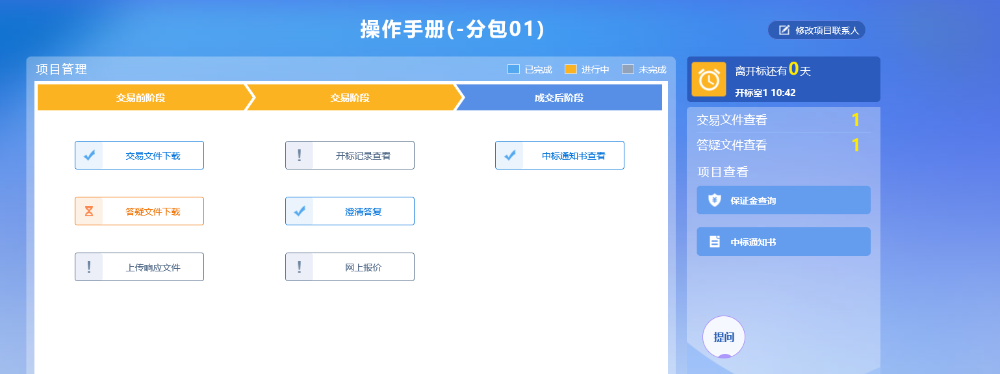 操作手册(-分包01)
修改项目联系人
项目管理
已完成 进行中 未完成
交易前阶段 交易阶段 成交后阶段
交易文件下载 开标记录查看 中标通知书查看
答疑文件下载 澄清答复
上传响应文件 网上报价
离开标还有0天
开标室1 10:42
交易文件查看 1
答疑文件查看 1
项目查看
保证金查询
中标通知书
提问